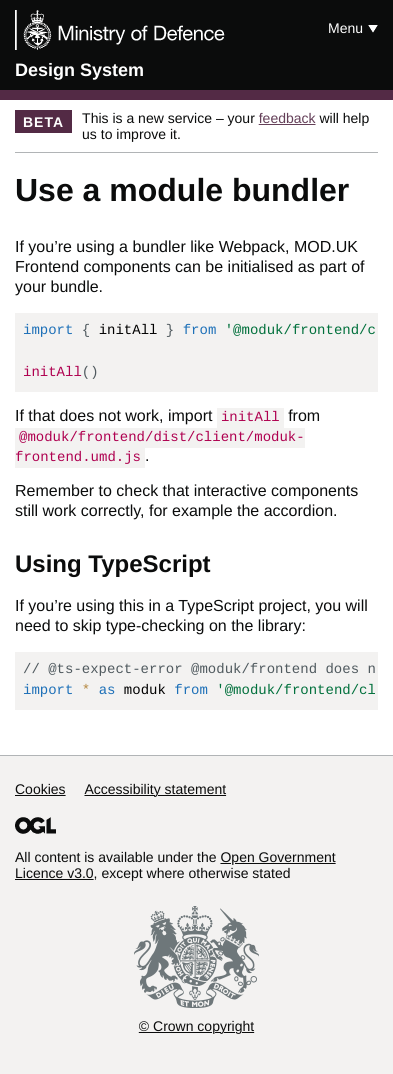 Ministry of Defence
Menu
Design System
BETA
This is a new service – your feedback will help
us to improve it.
Use a module bundler
If you’re using a bundler like Webpack, MOD.UK
Frontend components can be initialised as part of
your bundle.
import { initAll } from '@moduk/frontend/c
initAll()
If that does not work, import initAll from
@moduk/frontend/dist/client/moduk-
frontend.umd.js.
Remember to check that interactive components
still work correctly, for example the accordion.
Using TypeScript
If you’re using this in a TypeScript project, you will
need to skip type-checking on the library:
// @ts-expect-error @moduk/frontend does n
import * as moduk from '@moduk/frontend/cl
Cookies Accessibility statement
OGL
All content is available under the Open Government
Licence v3.0, except where otherwise stated
DIEU ET MON DROIT
© Crown copyright